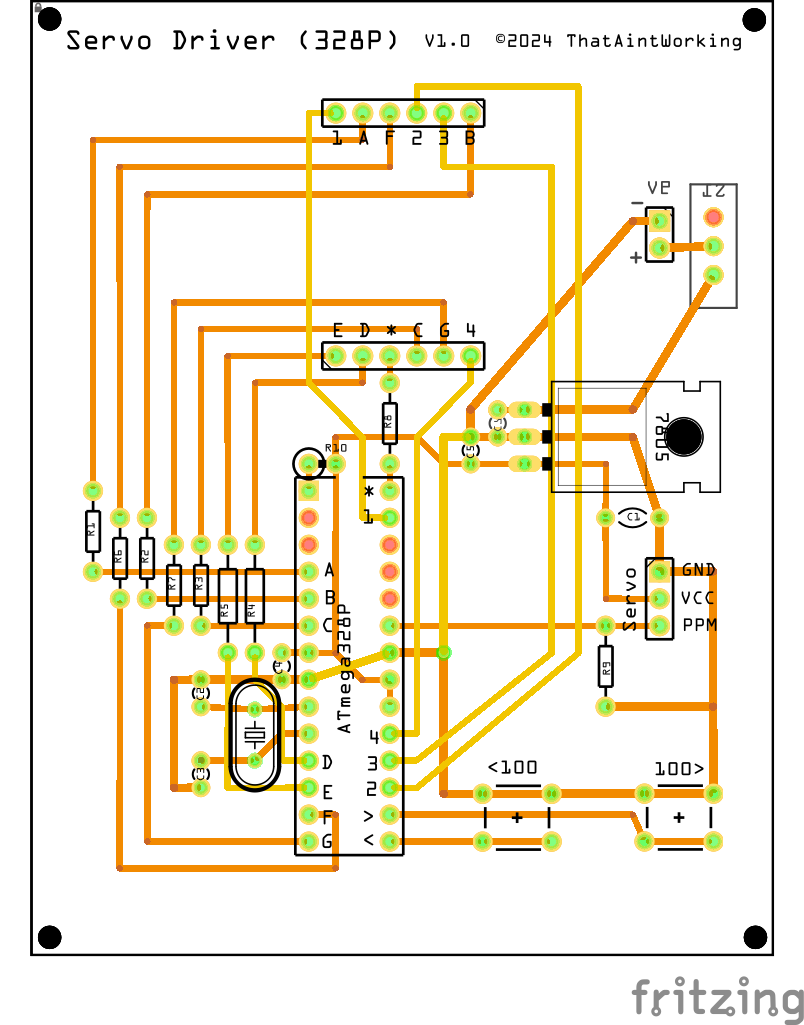 Servo Driver (328P) V1.0 ©2024 ThatAintWorking
1 A F 2 3 B
9V
T2
-
+
E D * C G 4
R8
C5
7805
R10
R1
R6
R2
R7
R3
R5
R4
*
1
C1
A
GND
B
VCC
C
PPM
Servo
ATmega328P
C4
R9
C2
C3
4
D
3
E
2
F
>
G
<
<100
100>
+
+
fritzing